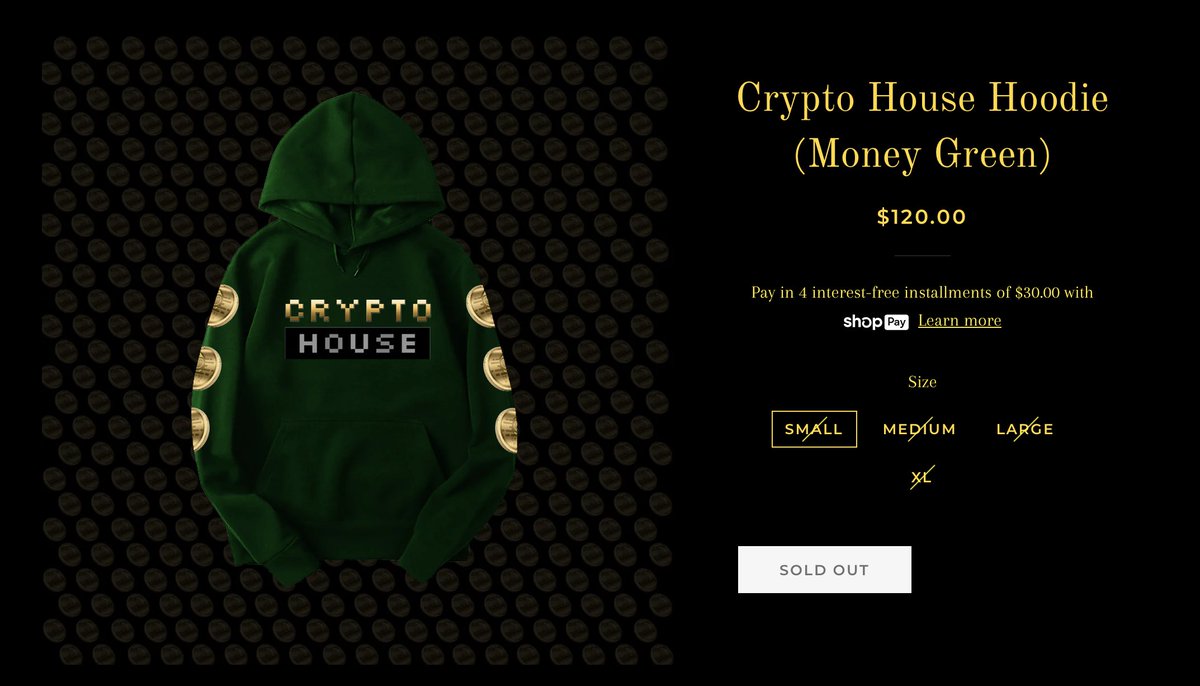 CRYPTO
HOUSE
Crypto House Hoodie
(Money Green)
$120.00
Pay in 4 interest-free installments of $30.00 with
shop Pay Learn more
Size
SMALL MEDIUM LARGE
XL
SOLD OUT